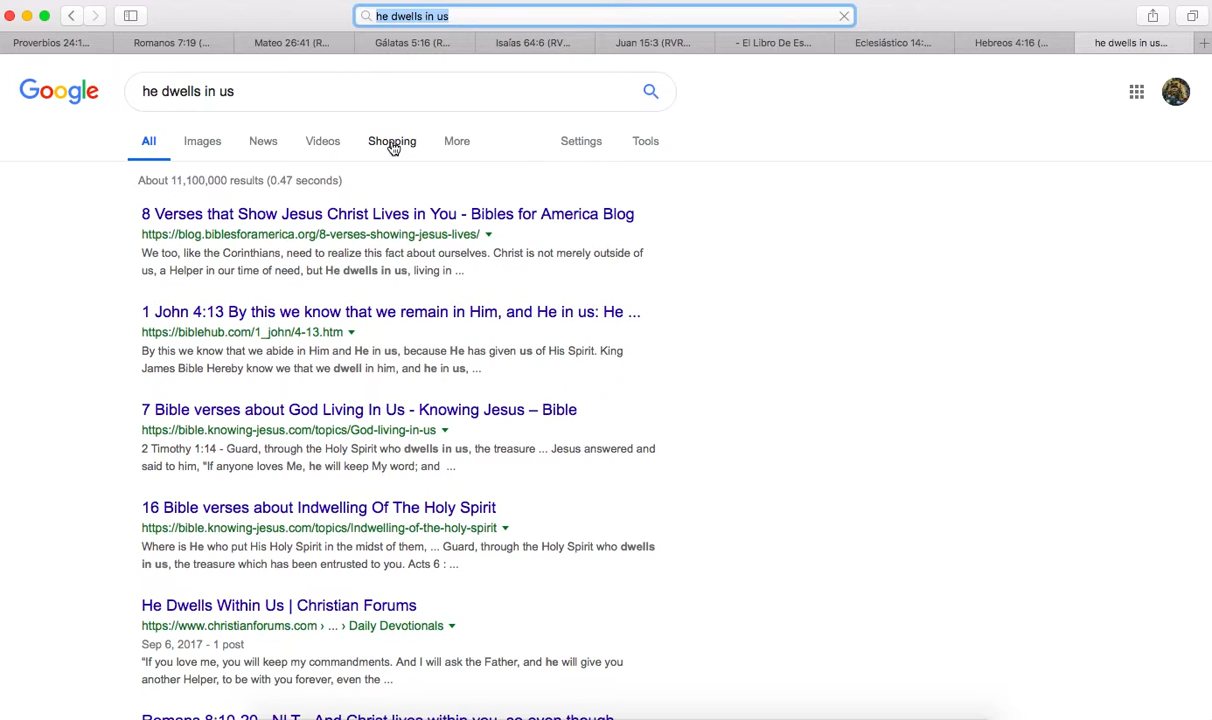 he dwells in us
Proverbios 24:1... Romanos 7:19 (... Mateo 26:41 (R... Gálatas 5:16 (R... Isaías 64:6 (RV... Juan 15:3 (RVR... - El Libro De Es... Eclesiástico 14:... Hebreos 4:16 (... he dwells in us...
Google he dwells in us
All Images News Videos Shopping More Settings Tools
About 11,100,000 results (0.47 seconds)
8 Verses that Show Jesus Christ Lives in You - Bibles for America Blog
https://blog.biblesforamerica.org/8-verses-showing-jesus-lives/
We too, like the Corinthians, need to realize this fact about ourselves. Christ is not merely outside of
us, a Helper in our time of need, but He dwells in us, living in ...
1 John 4:13 By this we know that we remain in Him, and He in us: He ...
https://biblehub.com/1_john/4-13.htm
By this we know that we abide in Him and He in us, because He has given us of His Spirit. King
James Bible Hereby know we that we dwell in him, and he in us, ...
7 Bible verses about God Living In Us - Knowing Jesus – Bible
https://bible.knowing-jesus.com/topics/God-living-in-us
2 Timothy 1:14 - Guard, through the Holy Spirit who dwells in us, the treasure ... Jesus answered and
said to him, "If anyone loves Me, he will keep My word; and ...
16 Bible verses about Indwelling Of The Holy Spirit
https://bible.knowing-jesus.com/topics/Indwelling-of-the-holy-spirit
Where is He who put His Holy Spirit in the midst of them, ... Guard, through the Holy Spirit who dwells
in us, the treasure which has been entrusted to you. Acts 6 : ...
He Dwells Within Us | Christian Forums
https://www.christianforums.com › ... › Daily Devotionals
Sep 6, 2017 - 1 post
"If you love me, you will keep my commandments. And I will ask the Father, and he will give you
another Helper, to be with you forever, even the ...
Romans 8:10-20 - NLT - And Christ lives within you, so even though